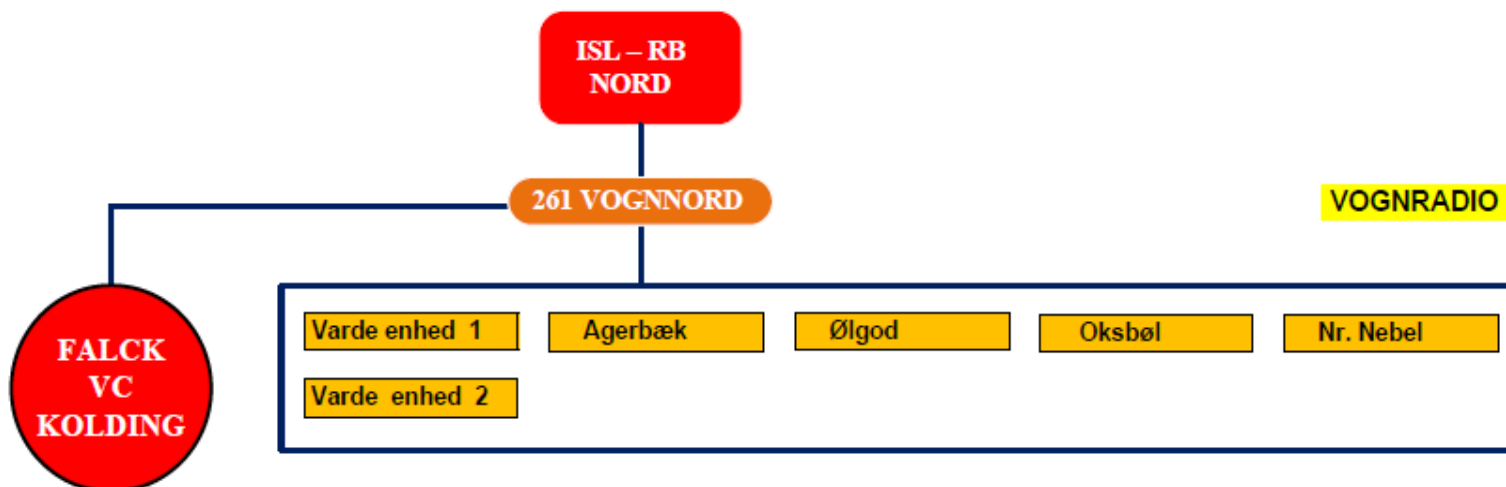 ISL – RB
NORD
261 VOGNNORD
VOGNRADIO
FALCK
VC
KOLDING
Varde enhed 1
Agerbæk
Ølgod
Oksbøl
Nr. Nebel
Varde enhed 2